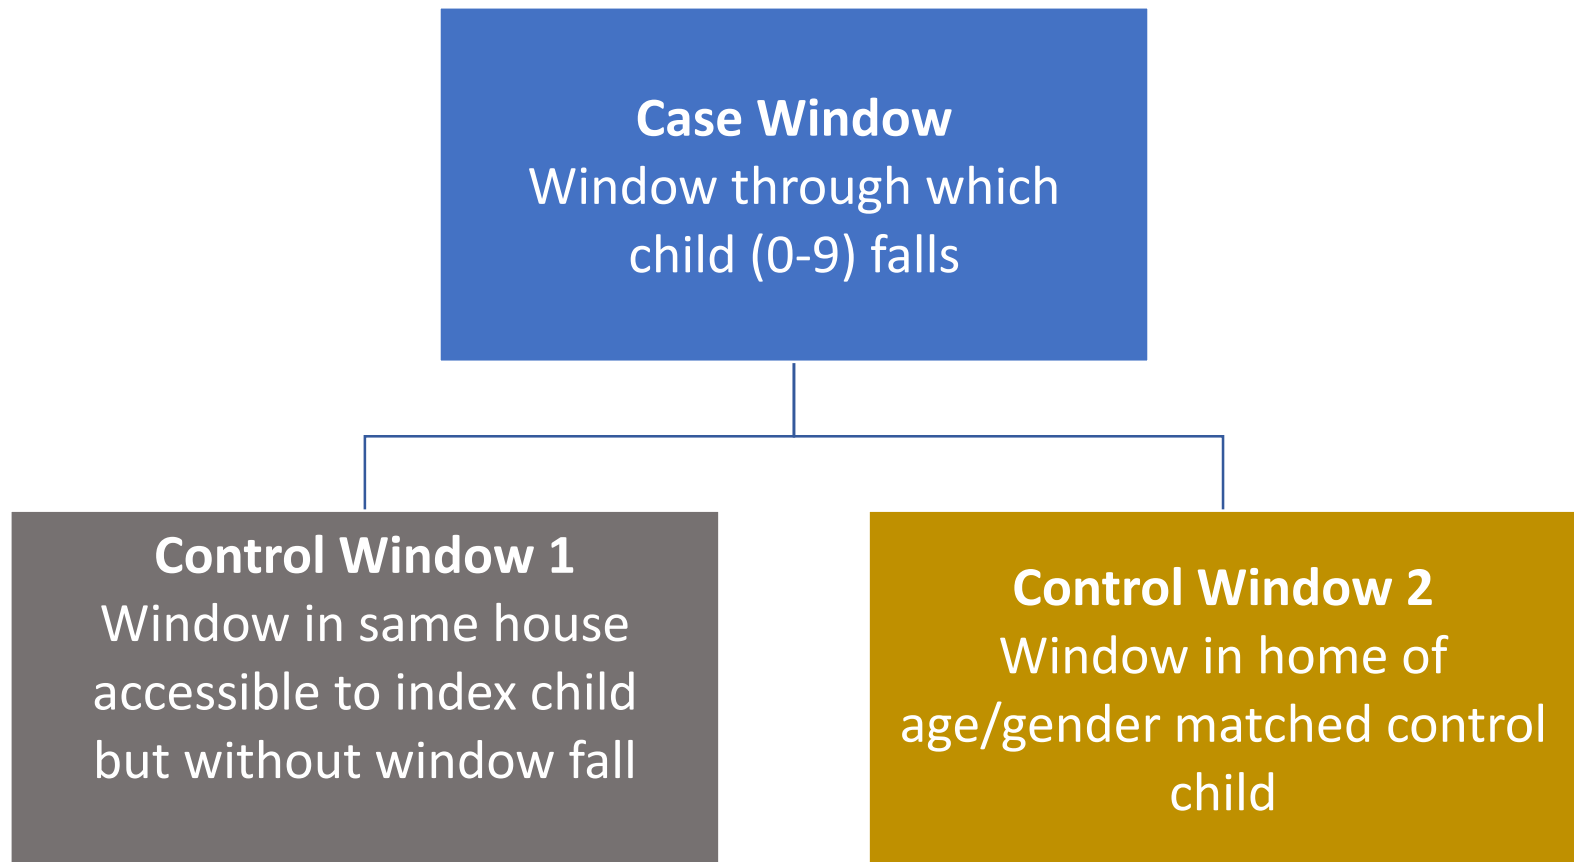 Case Window
Window through which
child (0-9) falls
Control Window 1
Window in same house
accessible to index child
but without window fall
Control Window 2
Window in home of
age/gender matched control
child